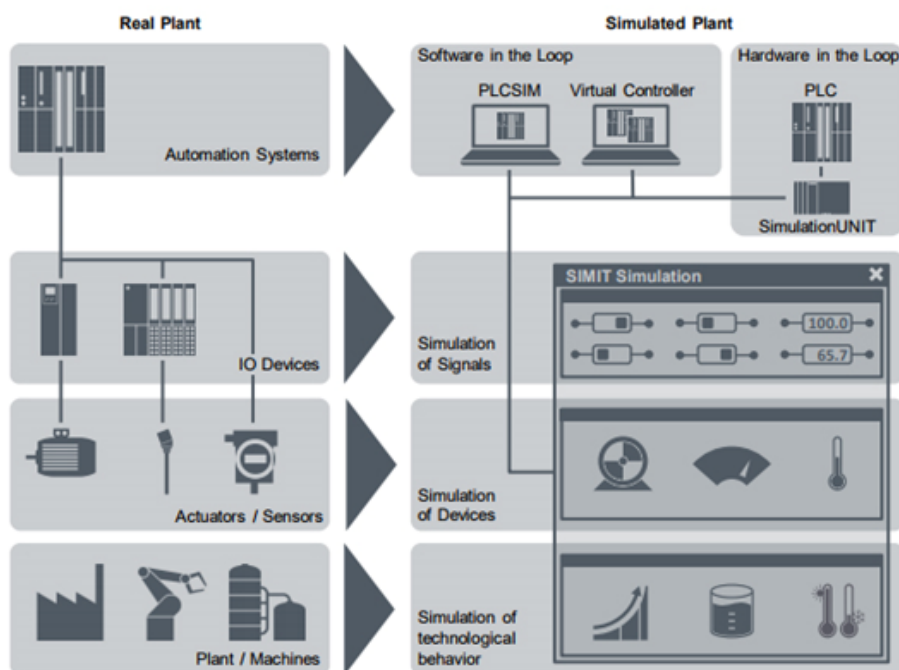 Real Plant
Simulated Plant
Automation Systems
Software in the Loop
PLCSIM
Virtual Controller
Hardware in the Loop
PLC
SimulationUNIT
IO Devices
Simulation
of Signals
SIMIT Simulation
100.0
65.7
Actuators / Sensors
Simulation
of Devices
Plant / Machines
Simulation of
technological
behavior